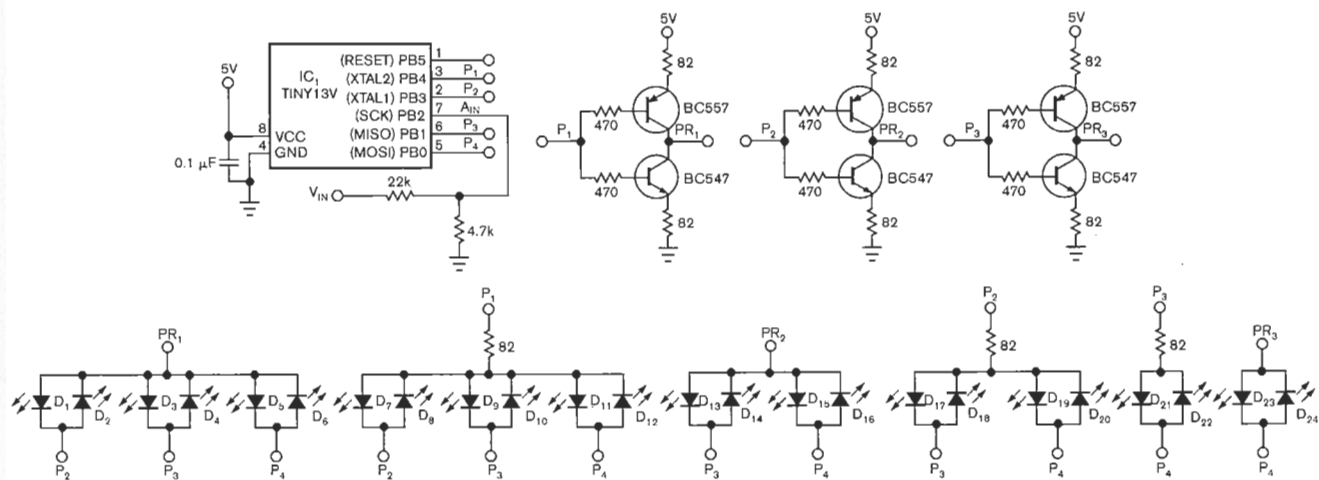 5V
IC1
TINY13V
8 VCC
4 GND
0.1 µF
(RESET) PB5 1
(XTAL2) PB4 3 P1
(XTAL1) PB3 2 P2
(SCK) PB2 7 AIN
(MISO) PB1 6 P3
(MOSI) PB0 5 P4
VIN 22k
4.7k
5V
82
BC557
470
P1 PR1
470
BC547
82
5V
82
BC557
470
P2 PR2
470
BC547
82
5V
82
BC557
470
P3 PR3
470
BC547
82
PR1
D1 D2 D3 D4 D5 D6
P2 P3 P4
P1
82
D7 D8 D9 D10 D11 D12
P2 P3 P4
PR2
D13 D14 D15 D16
P3 P4
P2
82
D17 D18 D19 D20
P3 P4
P3
82
D21 D22
P4
PR3
D23 D24
P4